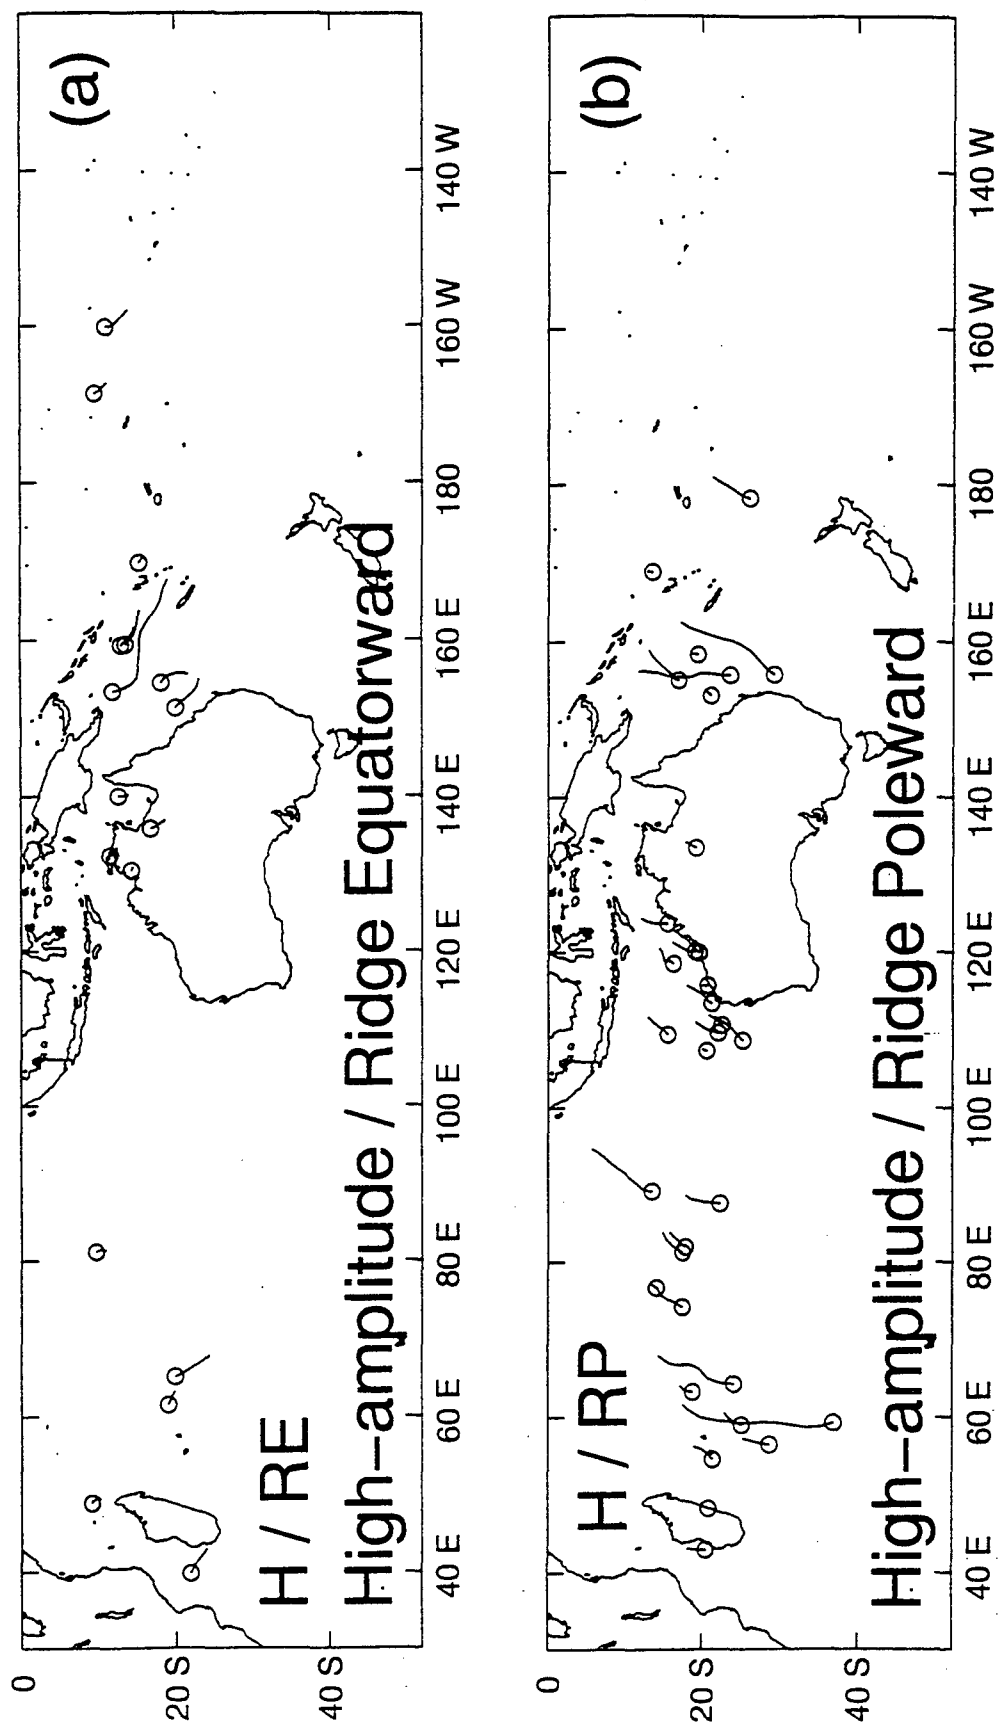 (a)
0
20 S
40 S
H / RE
High-amplitude / Ridge Equatorward
40 E
60 E
80 E
100 E
120 E
140 E
160 E
180
160 W
140 W
(b)
0
20 S
40 S
H / RP
High-amplitude / Ridge Poleward
40 E
60 E
80 E
100 E
120 E
140 E
160 E
180
160 W
140 W